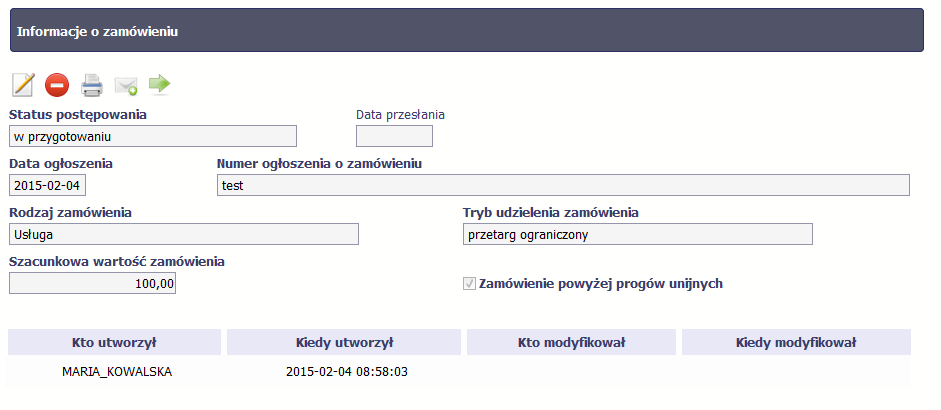 Informacje o zamówieniu
Status postępowania Data przesłania
w przygotowaniu
Data ogłoszenia Numer ogłoszenia o zamówieniu
2015-02-04 test
Rodzaj zamówienia Tryb udzielenia zamówienia
Usługa przetarg ograniczony
Szacunkowa wartość zamówienia
100,00 Zamówienie powyżej progów unijnych
Kto utworzył Kiedy utworzył Kto modyfikował Kiedy modyfikował
MARIA_KOWALSKA 2015-02-04 08:58:03